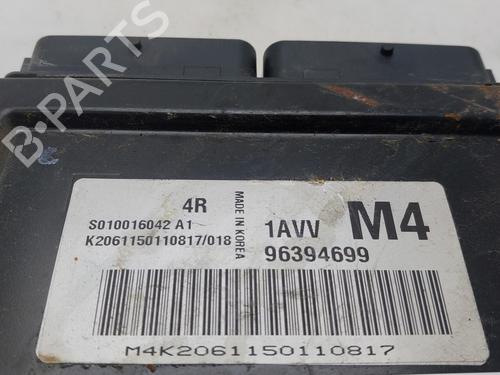 B-PARTS
4R
S010016042 A1
K2061150110817/018
MADE IN KOREA
1AVV M4
96394699
M4K2061150110817